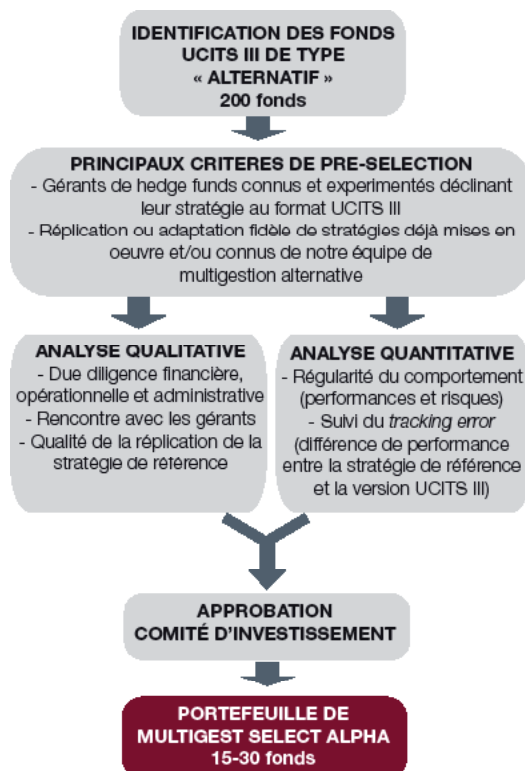 IDENTIFICATION DES FONDS
UCITS III DE TYPE
« ALTERNATIF »
200 fonds
PRINCIPAUX CRITERES DE PRE-SELECTION
- Gérants de hedge funds connus et experimentés déclinant
leur stratégie au format UCITS III
- Réplication ou adaptation fidèle de stratégies déjà mises en
oeuvre et/ou connus de notre équipe de
multigestion alternative
ANALYSE QUALITATIVE
- Due diligence financière,
opérationnelle et administrative
- Rencontre avec les gérants
- Qualité de la réplication de la
stratégie de référence
ANALYSE QUANTITATIVE
- Régularité du comportement
(performances et risques)
- Suivi du tracking error
(différence de performance
entre la stratégie de référence
et la version UCITS III)
APPROBATION
COMITÉ D'INVESTISSEMENT
PORTEFEUILLE DE
MULTIGEST SELECT ALPHA
15-30 fonds